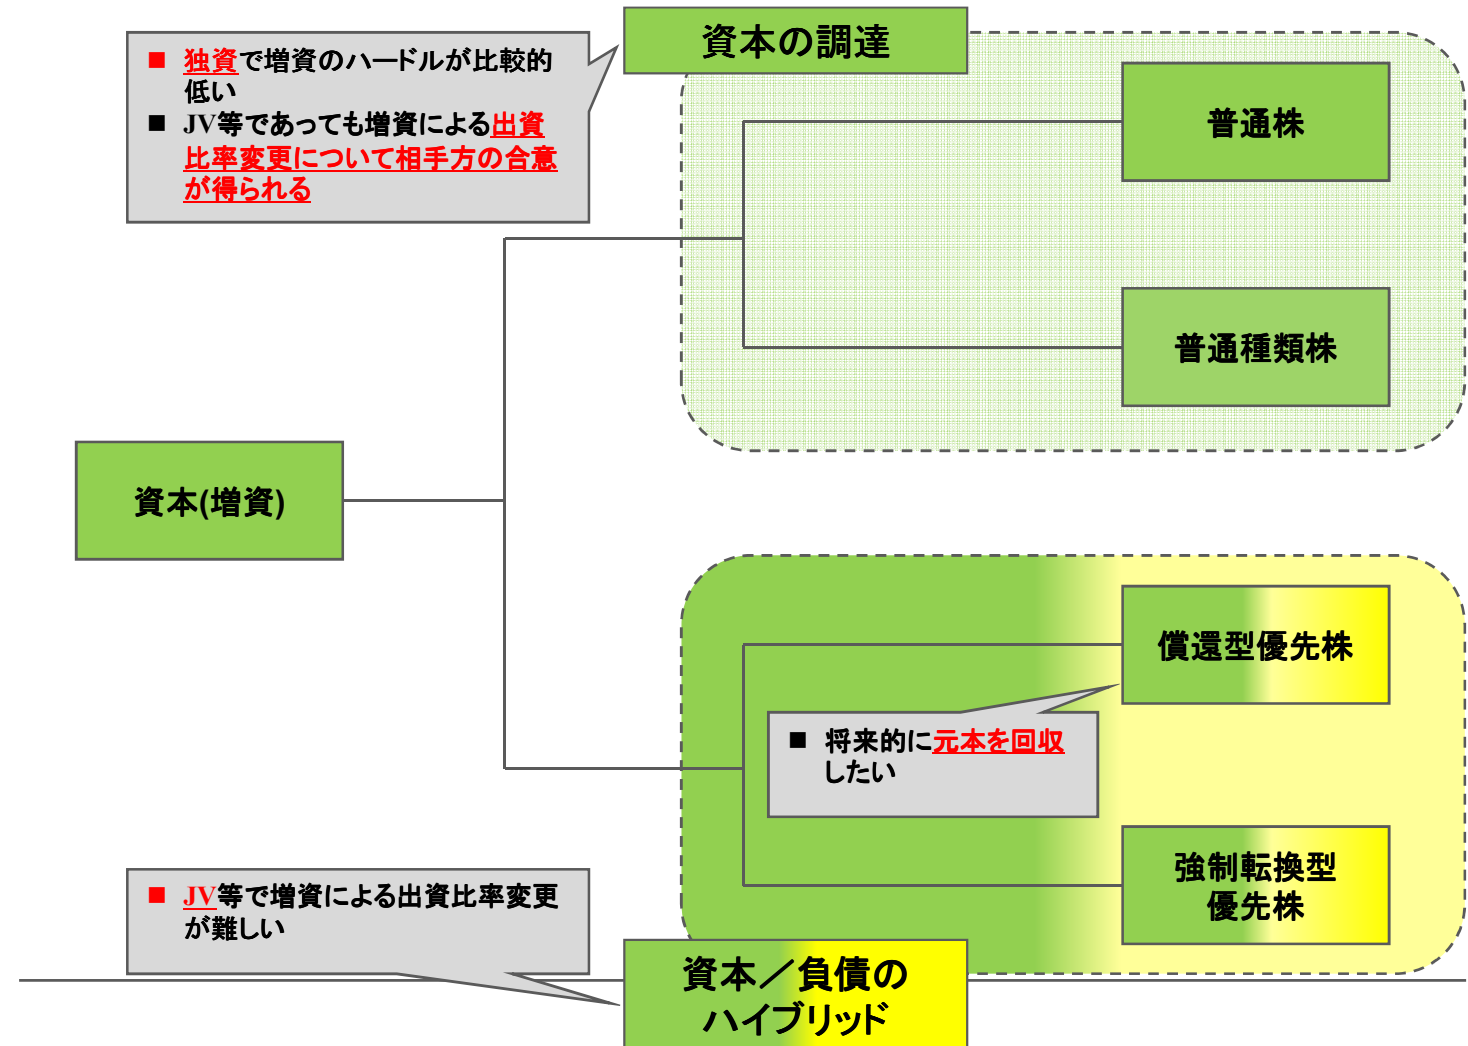 資本の調達
■ 独資で増資のハードルが比較的
低い
■ JV等であっても増資による出資
比率変更について相手方の合意
が得られる
普通株
普通種類株
資本(増資)
償還型優先株
■ 将来的に元本を回収
したい
強制転換型
優先株
■ JV等で増資による出資比率変更
が難しい
資本／負債の
ハイブリッド